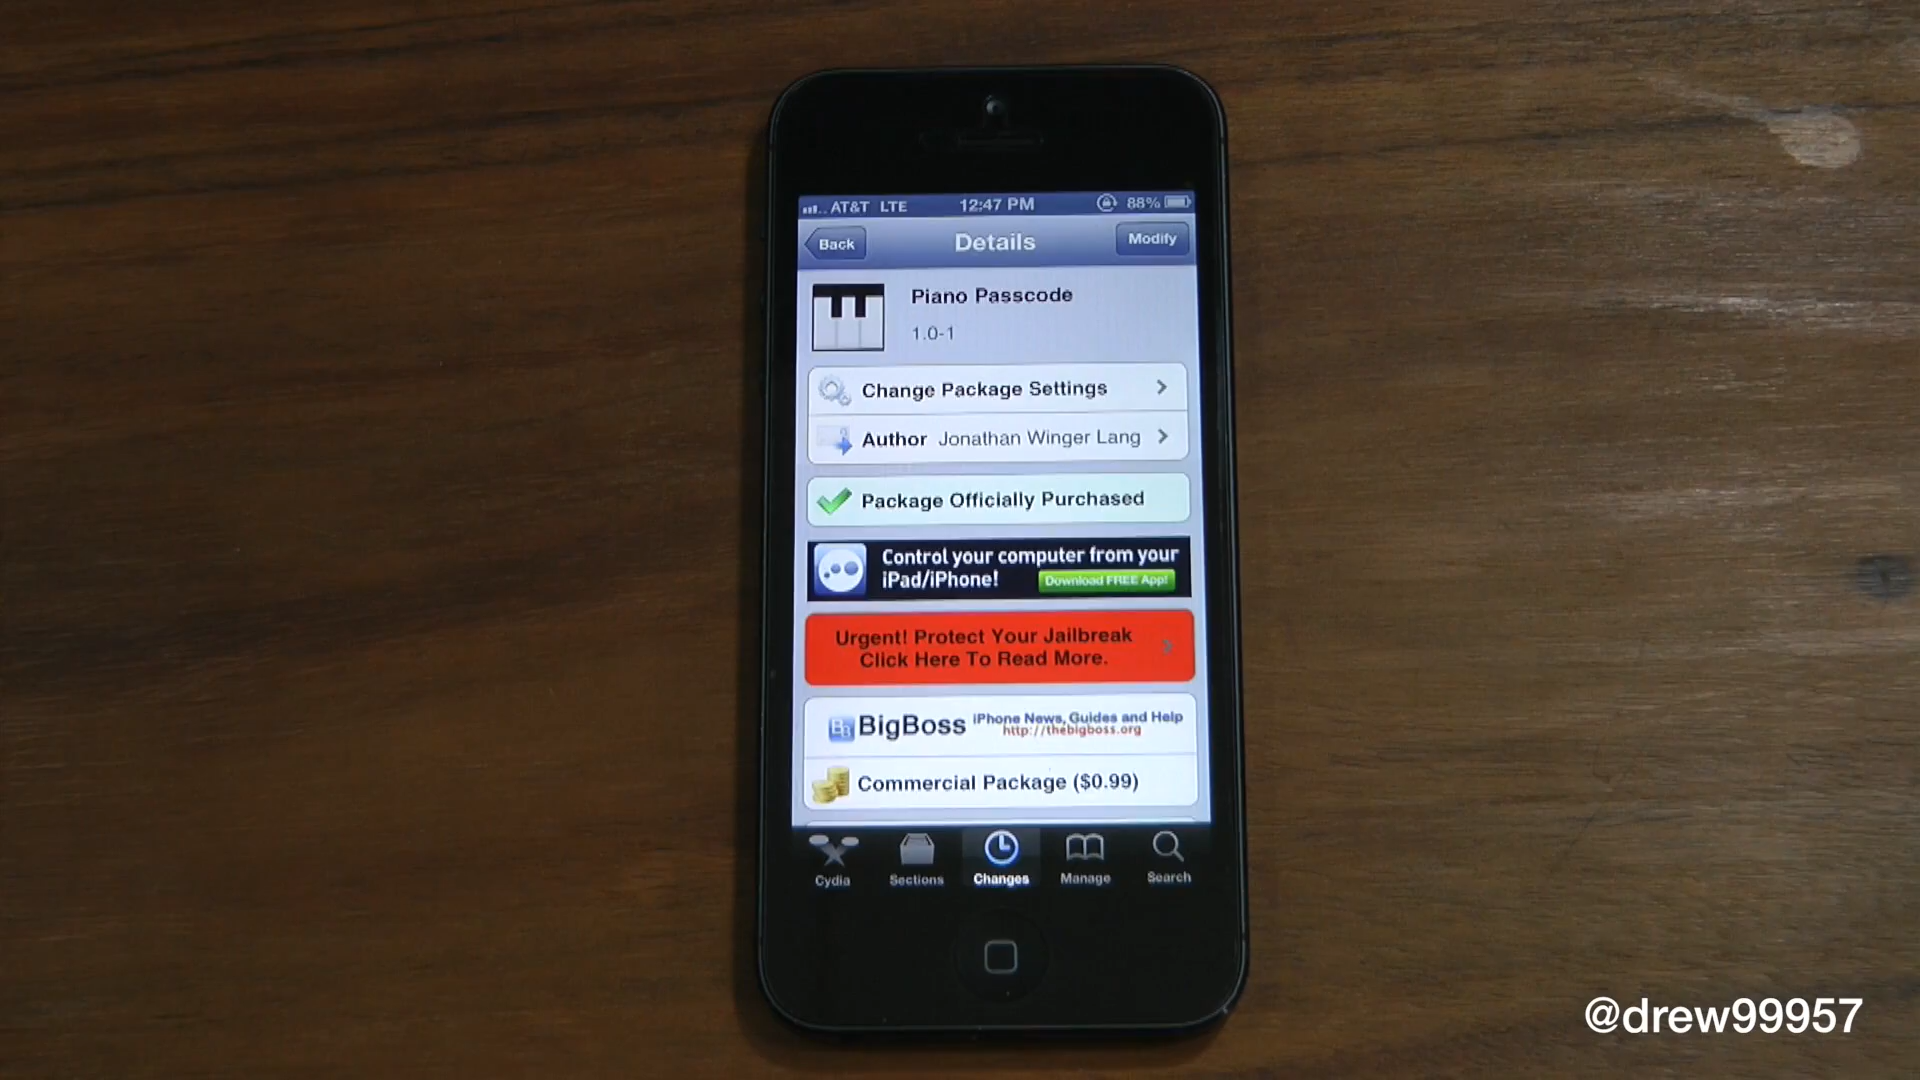 AT&T LTE 12:47 PM 88%
Back Details Modify
Piano Passcode
1.0-1
Change Package Settings
Author Jonathan Winger Lang
Package Officially Purchased
Control your computer from your
iPad/iPhone!
Download FREE App!
Urgent! Protect Your Jailbreak
Click Here To Read More.
BigBoss
iPhone News, Guides and Help
http://thebigboss.org
Commercial Package ($0.99)
Cydia Sections Changes Manage Search
@drew99957